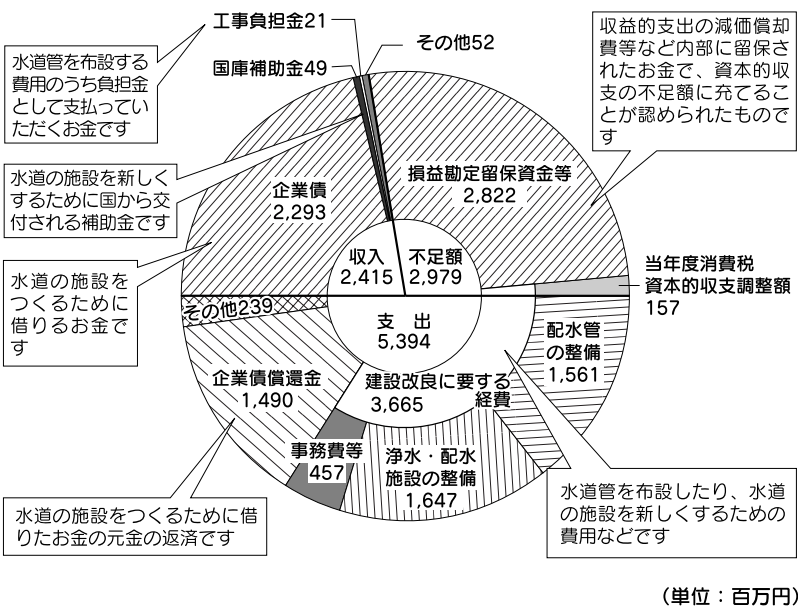 工事負担金21
その他52
国庫補助金49
水道管を布設する
費用のうち負担金
として支払ってい
ただくお金です
収益的支出の減価償却
費等など内部に留保さ
れたお金で、資本的収
支の不足額に充てるこ
とが認められたもので
す
水道の施設を新しく
するために国から交
付される補助金です
企業債
2,293
損益勘定留保資金等
2,822
収入
2,415
不足額
2,979
水道の施設を
つくるために
借りるお金で
す
当年度消費税
資本的収支調整額
157
その他239
支 出
5,394
配水管
の整備
1,561
企業債償還金
1,490
建設改良に要する
経費
3,665
事務費等
457
浄水・配水
施設の整備
1,647
水道の施設をつくるために借
りたお金の元金の返済です
水道管を布設したり、水道
の施設を新しくするための
費用などです
(単位：百万円)